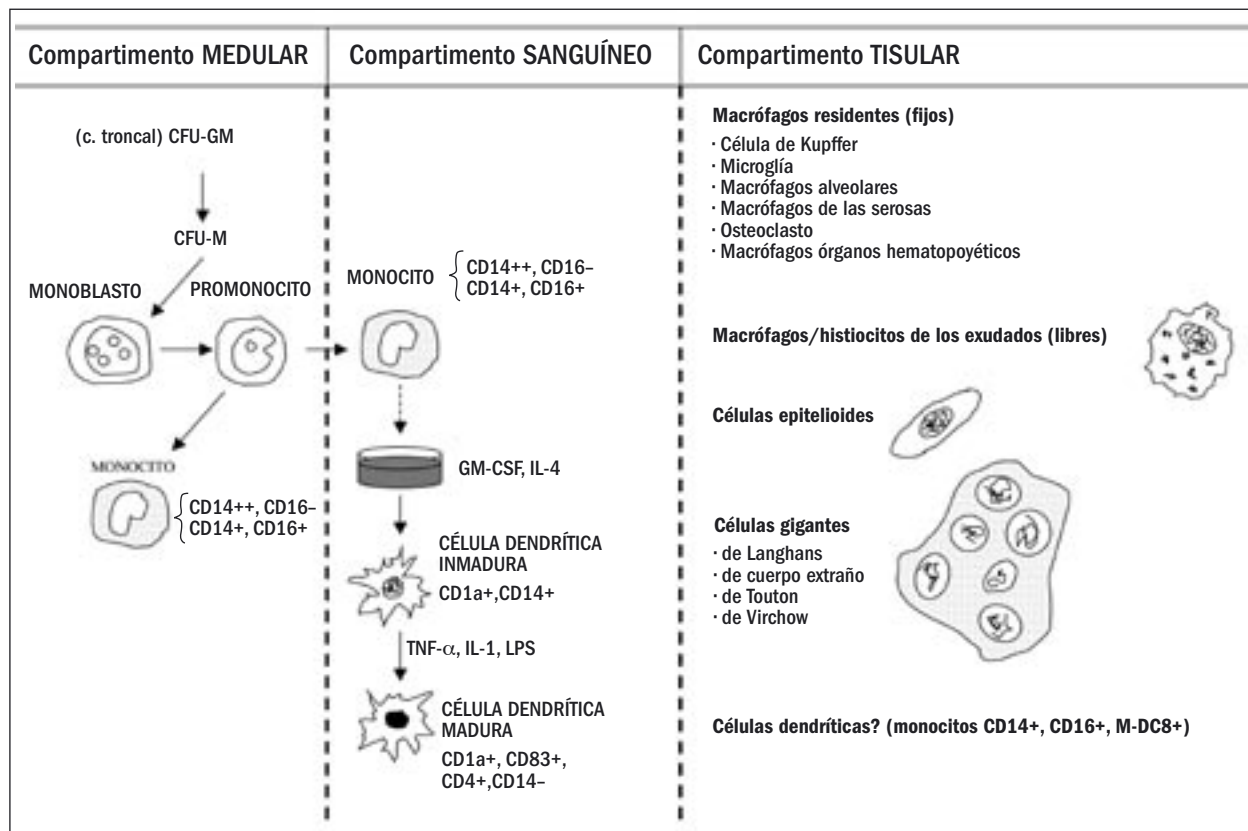 Compartimento MEDULAR
Compartimento SANGUÍNEO
Compartimento TISULAR
(c. troncal) CFU-GM
CFU-M
MONOBLASTO
PROMONOCITO
MONOCITO
CD14++, CD16–
CD14+, CD16+
MONOCITO
CD14++, CD16–
CD14+, CD16+
GM-CSF, IL-4
CÉLULA DENDRÍTICA
INMADURA
CD1a+,CD14+
TNF-α, IL-1, LPS
CÉLULA DENDRÍTICA
MADURA
CD1a+, CD83+,
CD4+,CD14–
Macrófagos residentes (fijos)
· Célula de Kupffer
· Microglía
· Macrófagos alveolares
· Macrófagos de las serosas
· Osteoclasto
· Macrófagos órganos hematopoyéticos
Macrófagos/histiocitos de los exudados (libres)
Células epitelioides
Células gigantes
· de Langhans
· de cuerpo extraño
· de Touton
· de Virchow
Células dendríticas? (monocitos CD14+, CD16+, M-DC8+)